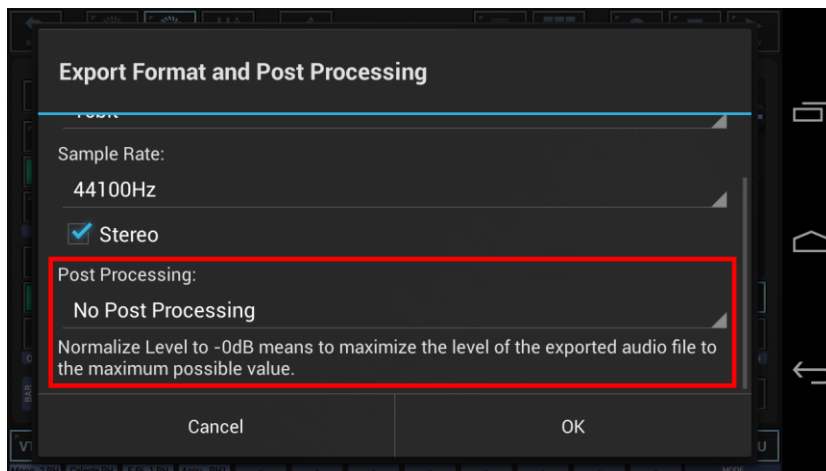 Export Format and Post Processing
Sample Rate:
44100Hz
Stereo
Post Processing:
No Post Processing
Normalize Level to -0dB means to maximize the level of the exported audio file to
the maximum possible value.
Cancel
OK
BAR